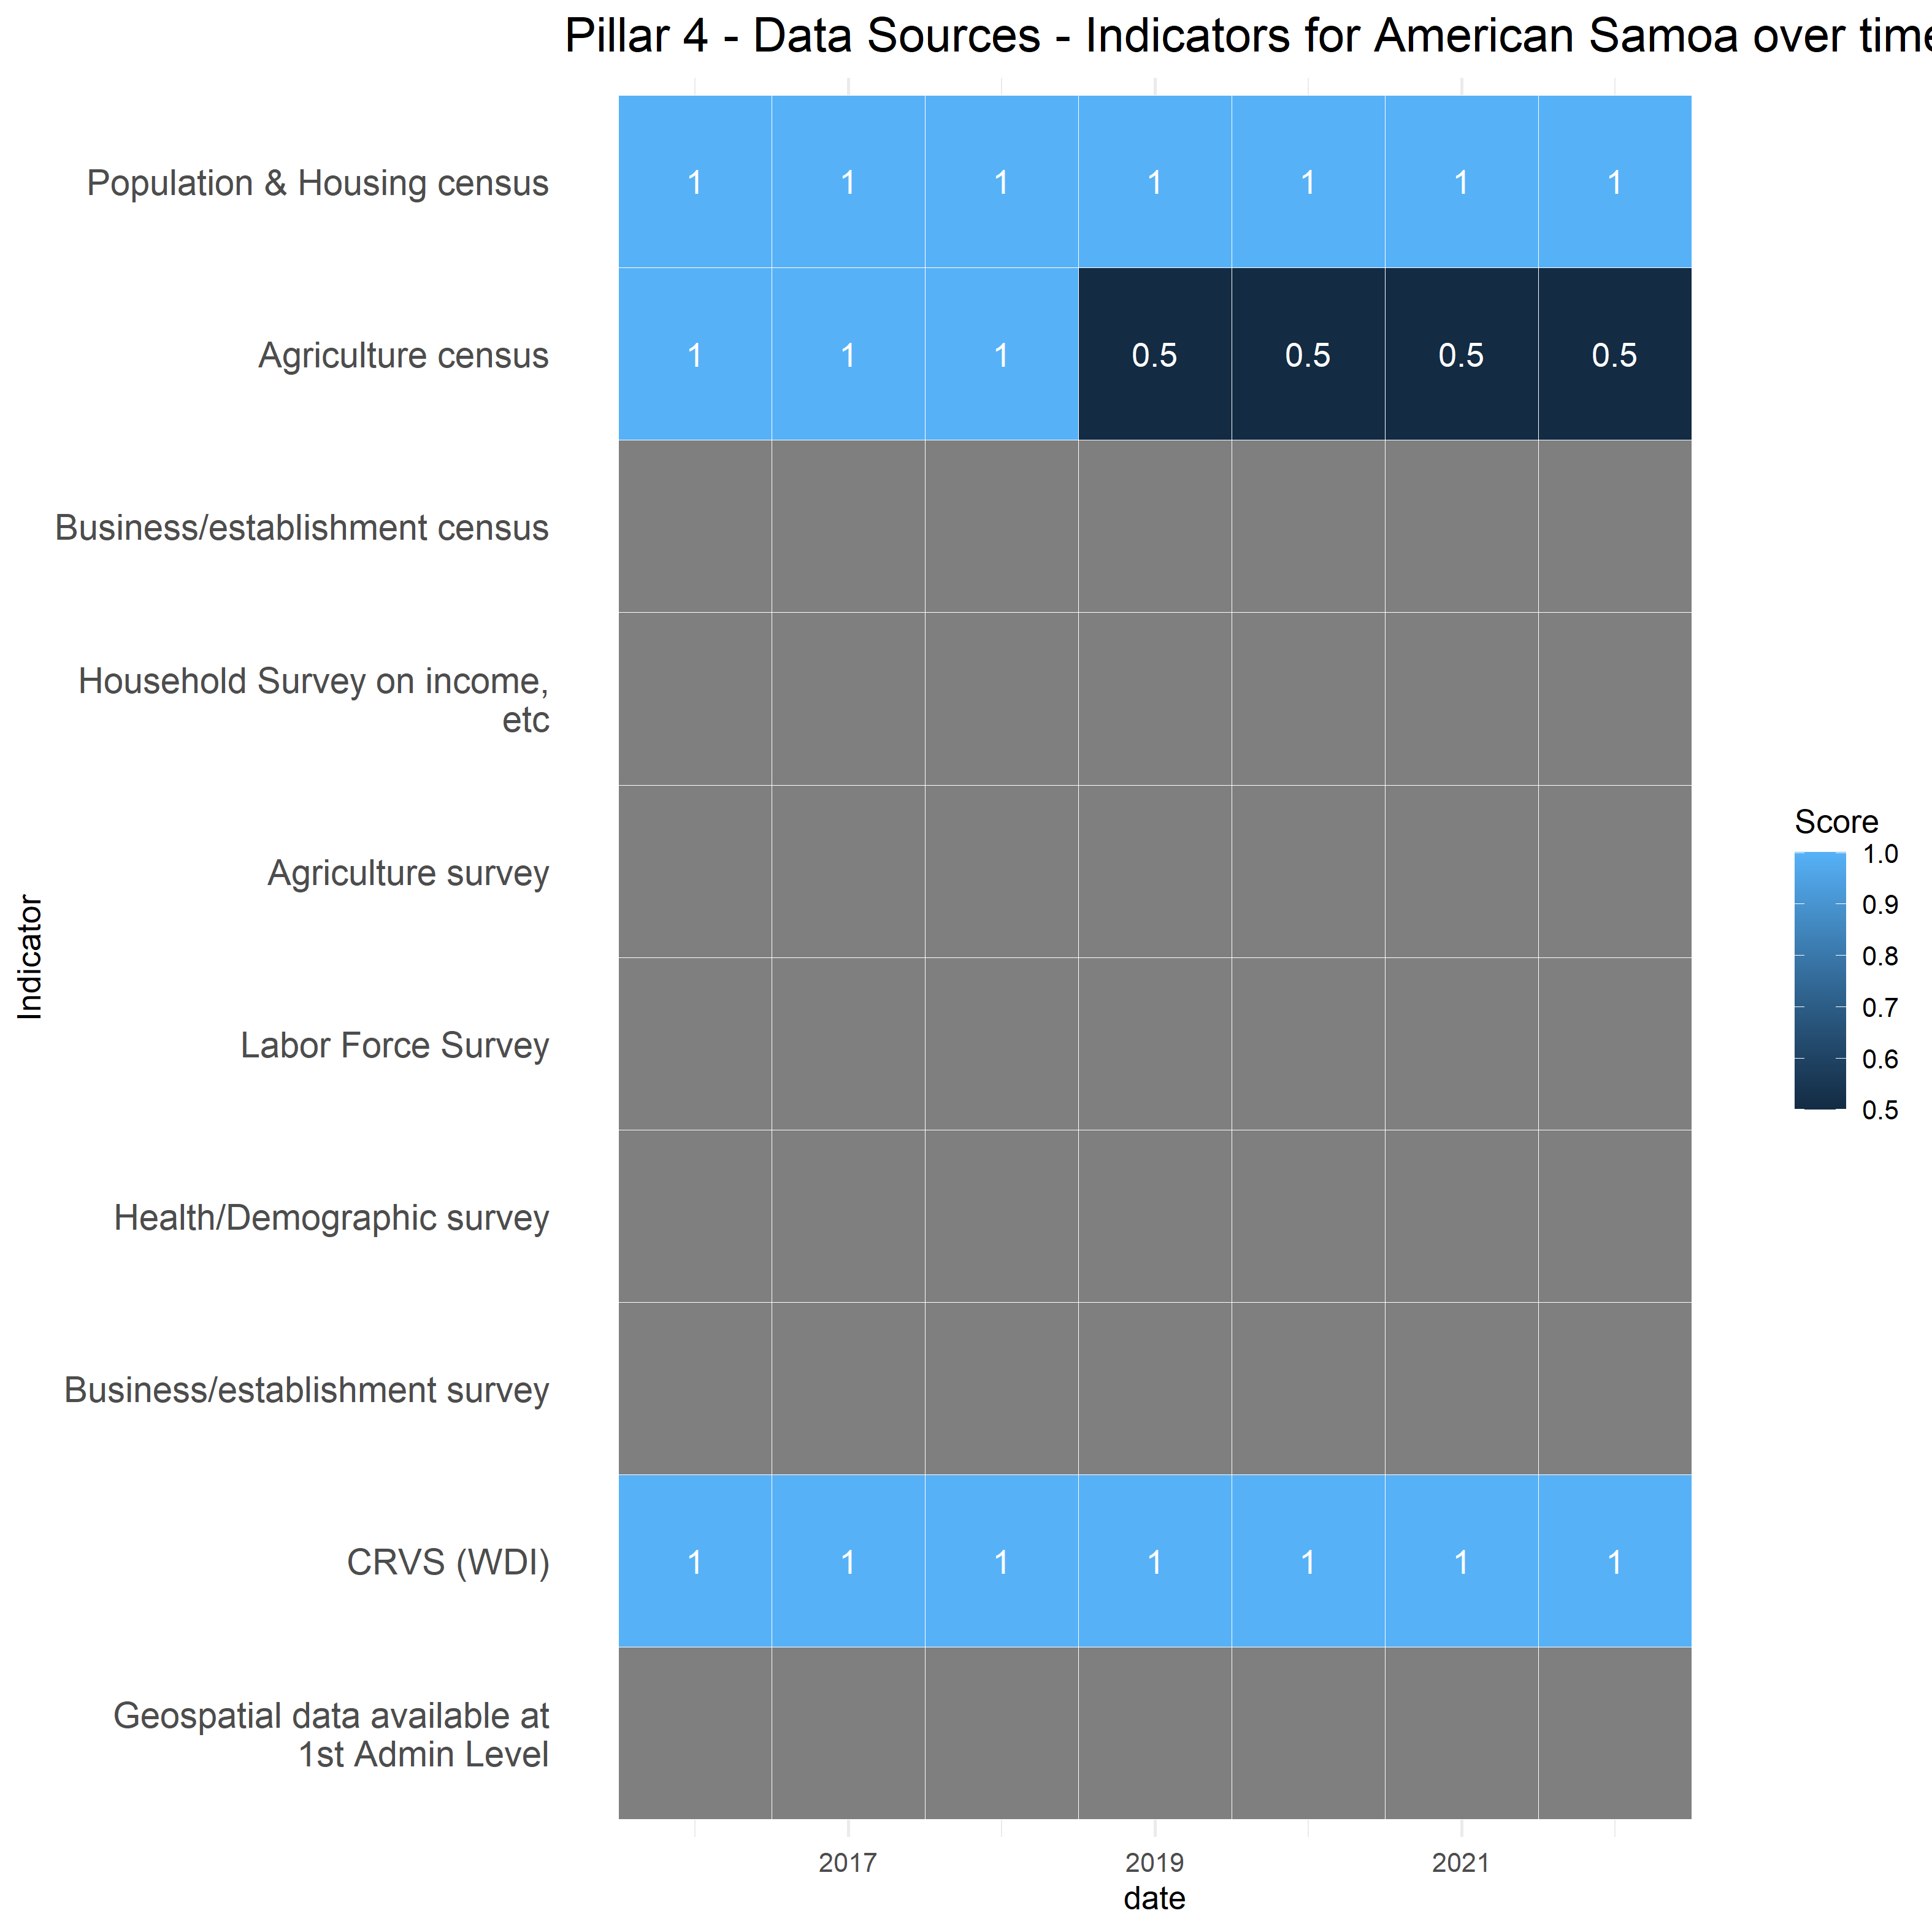 Pillar 4 - Data Sources - Indicators for American Samoa over time
Population & Housing census
1 1 1 1 1 1 1
Agriculture census
1 1 1 0.5 0.5 0.5 0.5
Business/establishment census
Household Survey on income,
etc
Agriculture survey
Labor Force Survey
Health/Demographic survey
Business/establishment survey
CRVS (WDI)
1 1 1 1 1 1 1
Geospatial data available at
1st Admin Level
Indicator
2017 2019 2021
date
Score
1.0
0.9
0.8
0.7
0.6
0.5